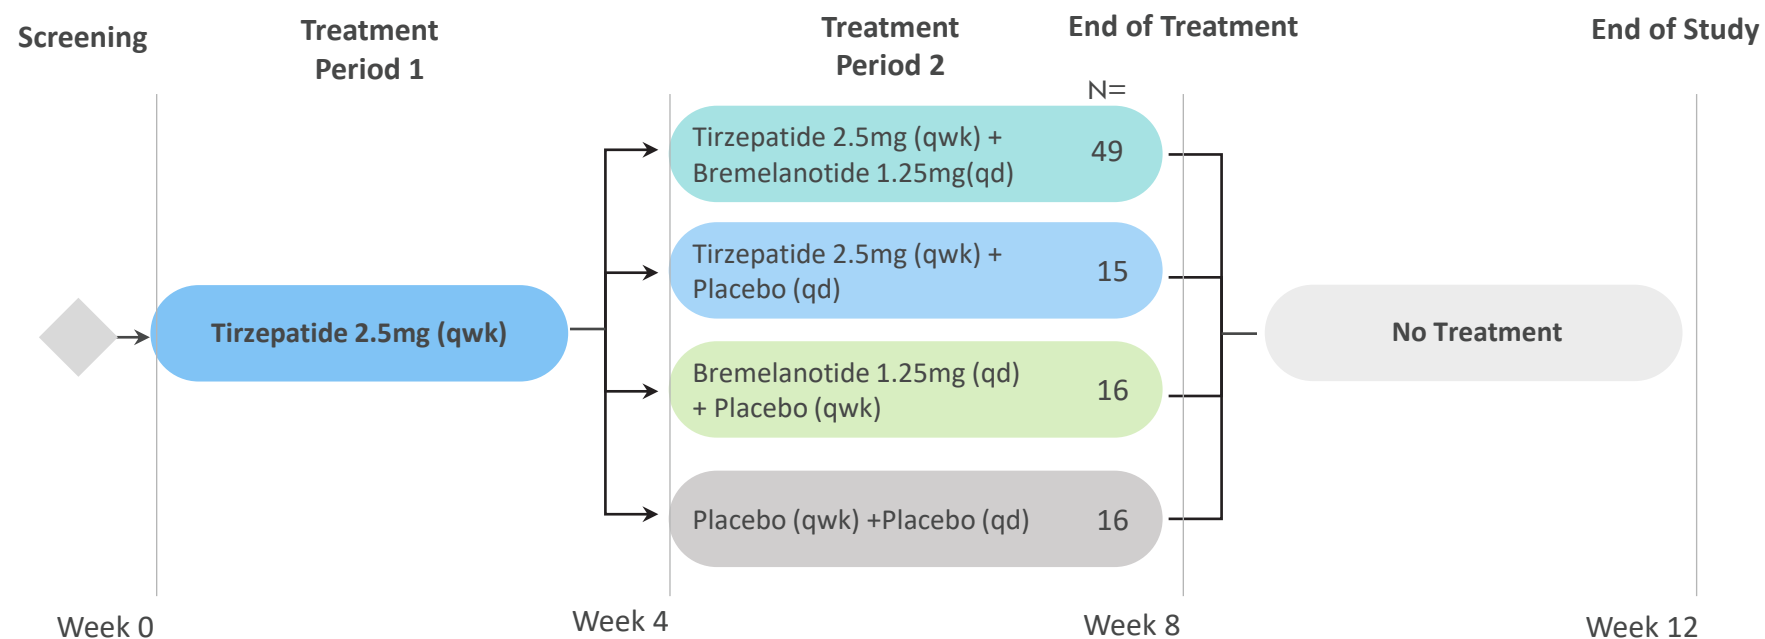 Screening
Treatment
Period 1
Treatment
Period 2
End of Treatment
End of Study
N=
Tirzepatide 2.5mg (qwk) +
Bremelanotide 1.25mg(qd)
49
Tirzepatide 2.5mg (qwk) +
Placebo (qd)
15
Tirzepatide 2.5mg (qwk)
No Treatment
Bremelanotide 1.25mg (qd)
+ Placebo (qwk)
16
Placebo (qwk) +Placebo (qd)
16
Week 0
Week 4
Week 8
Week 12